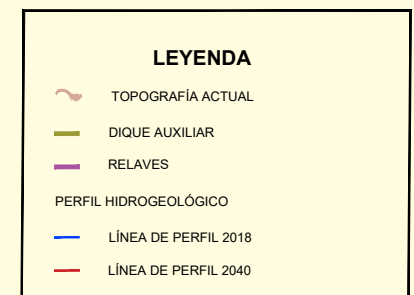 LEYENDA
TOPOGRAFÍA ACTUAL
DIQUE AUXILIAR
RELAVES
PERFIL HIDROGEOLÓGICO
LÍNEA DE PERFIL 2018
LÍNEA DE PERFIL 2040